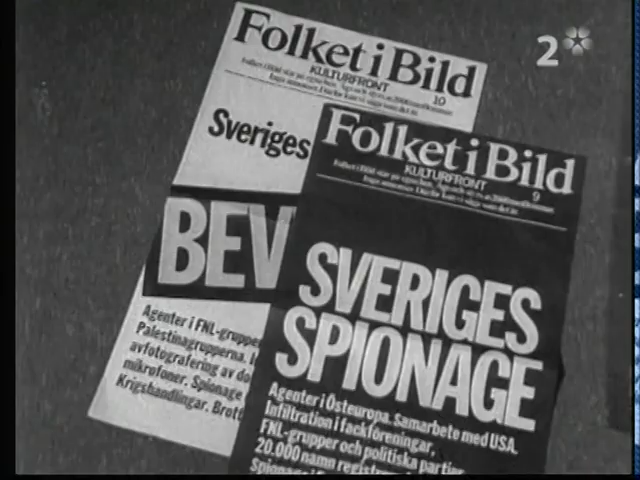 2
Folket i Bild
KULTURFRONT
10
Sveriges
BEV
Agenter i FNL-gruppe
Palestinagrupperna. I
avfotografering av do
mikrofoner. Spionage
Krigshandlingar. Brott
Folket i Bild
KULTURFRONT
9
SVERIGES
SPIONAGE
Agenter i Östeuropa. Samarbete med USA.
Infiltration i fackföreningar,
FNL-grupper och politiska partier
20.000 namn registre
Spionage i